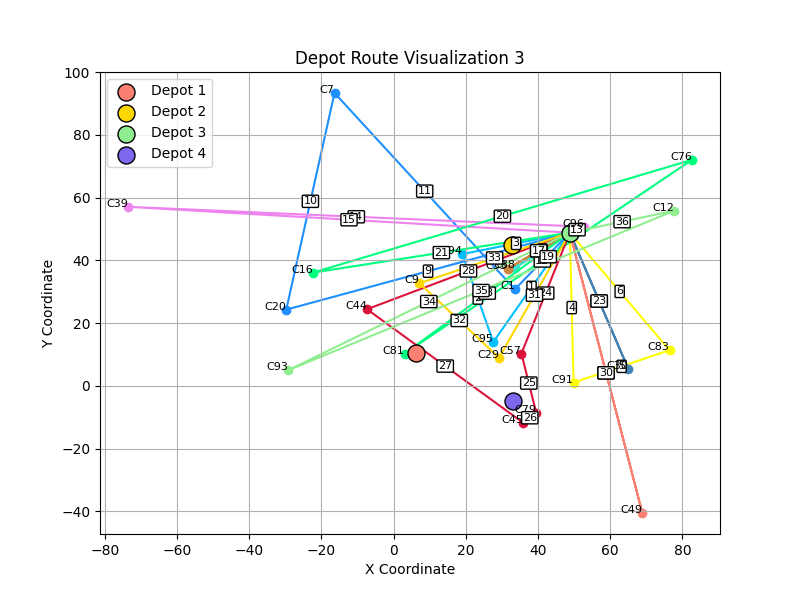 Depot Route Visualization 3
Depot 1
Depot 2
Depot 3
Depot 4
Y Coordinate
X Coordinate
100
80
60
40
20
0
−20
−40
−80
−60
−40
−20
0
20
40
60
80
C7
C76
C39
C12
C96
C16
C9
C1
C20
C44
C95
C81
C29
C57
C83
C93
C91
C79
C45
C49
10
11
20
15
36
13
3
17
19
21
33
9
28
35
34
31
32
4
6
23
27
30
25
26